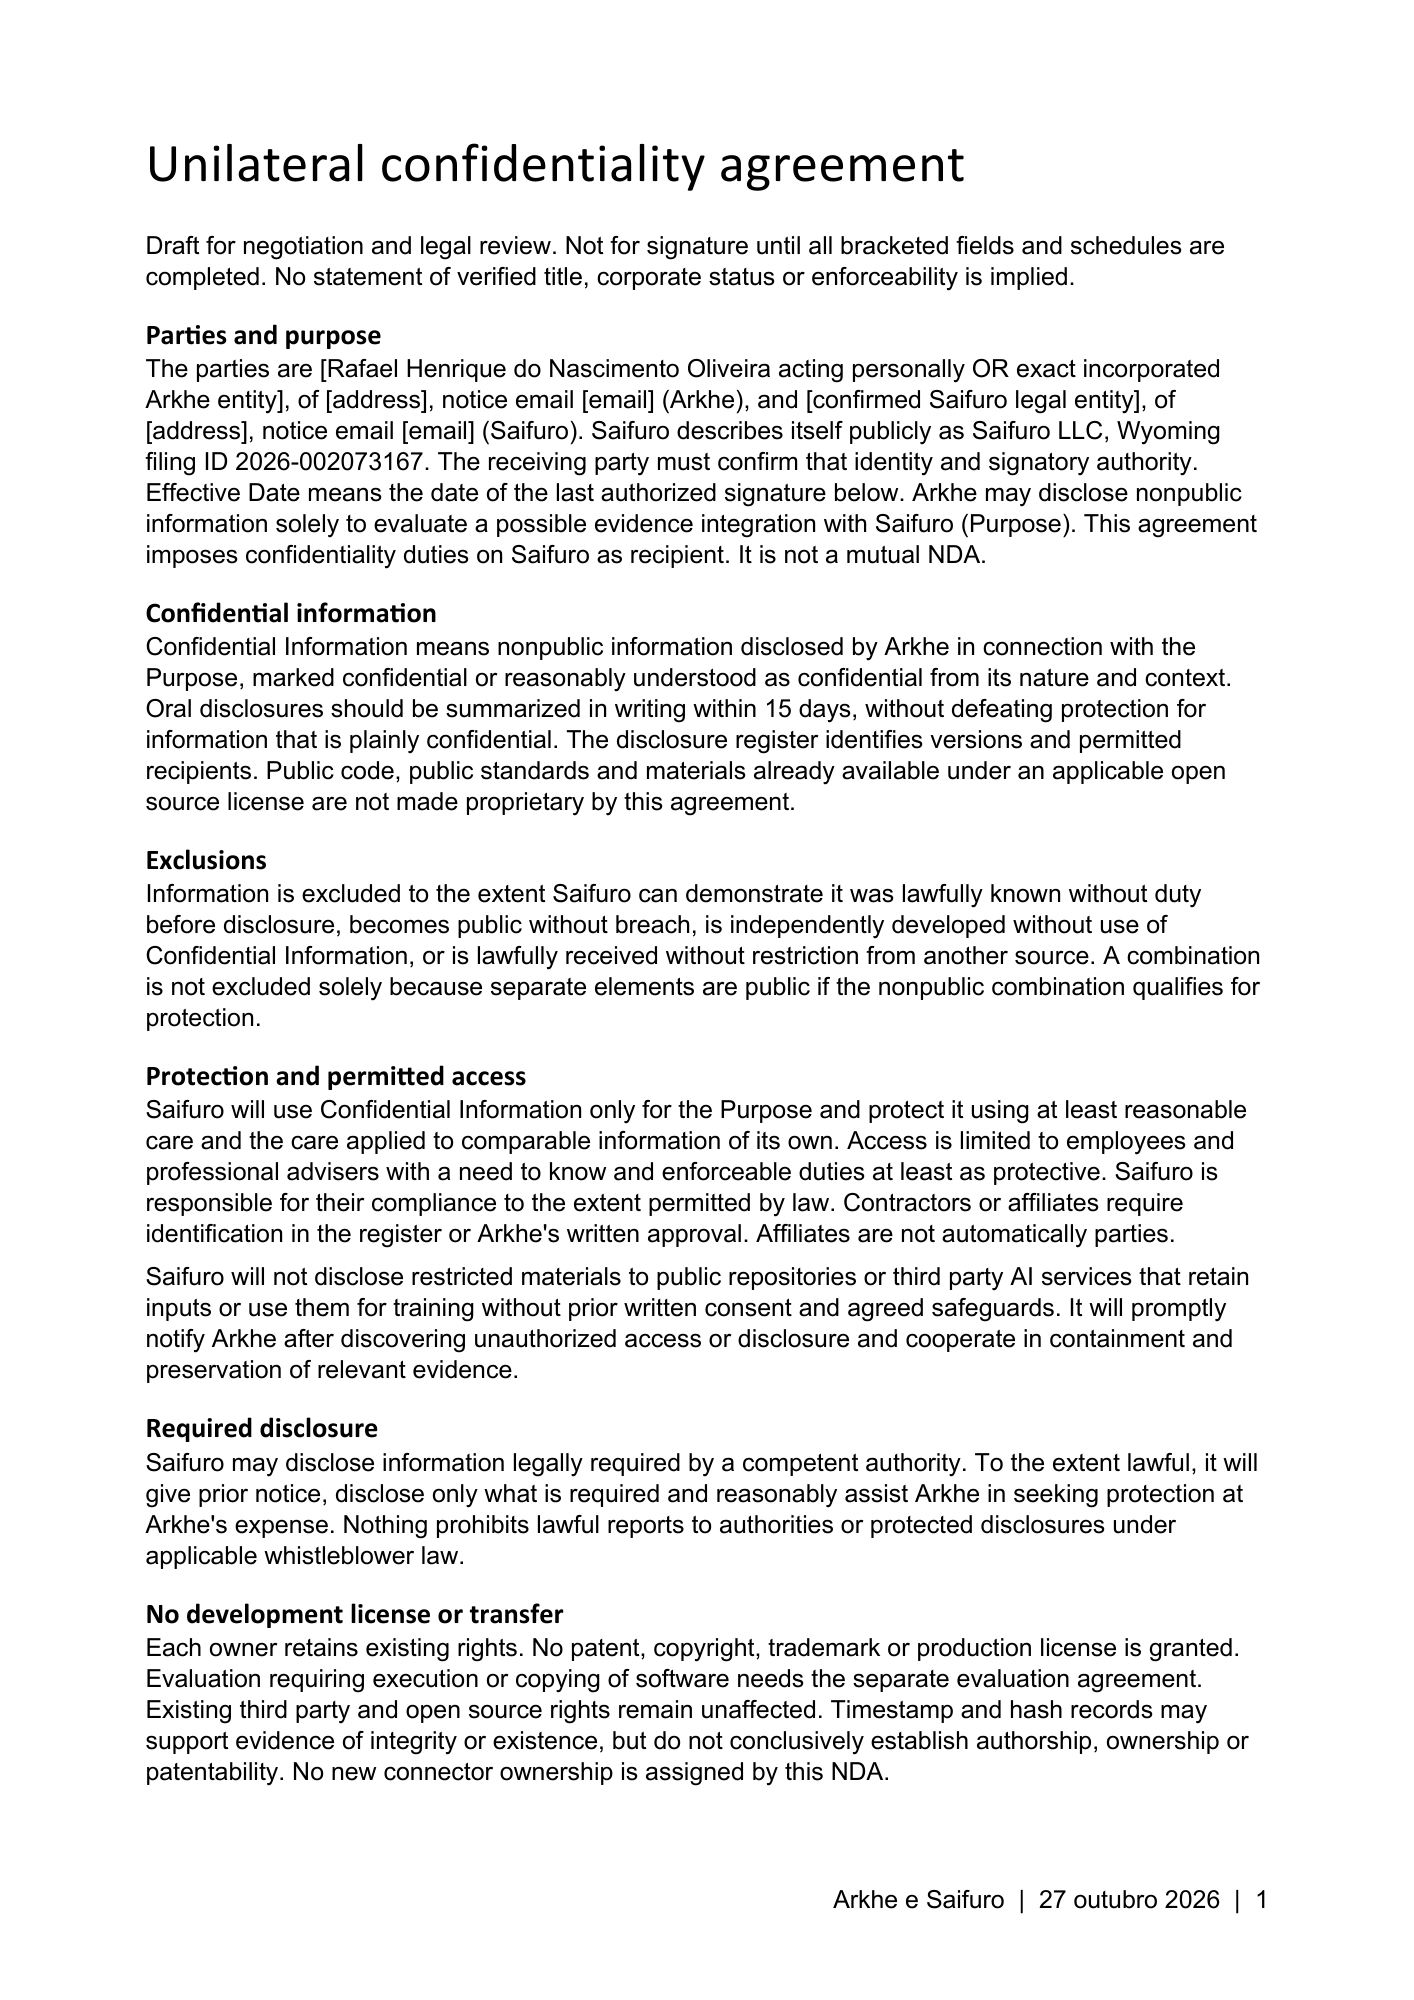 Unilateral confidentiality agreement
Draft for negotiation and legal review. Not for signature until all bracketed fields and schedules are
completed. No statement of verified title, corporate status or enforceability is implied.
Parties and purpose
The parties are [Rafael Henrique do Nascimento Oliveira acting personally OR exact incorporated
Arkhe entity], of [address], notice email [email] (Arkhe), and [confirmed Saifuro legal entity], of
[address], notice email [email] (Saifuro). Saifuro describes itself publicly as Saifuro LLC, Wyoming
filing ID 2026-002073167. The receiving party must confirm that identity and signatory authority.
Effective Date means the date of the last authorized signature below. Arkhe may disclose nonpublic
information solely to evaluate a possible evidence integration with Saifuro (Purpose). This agreement
imposes confidentiality duties on Saifuro as recipient. It is not a mutual NDA.
Confidential information
Confidential Information means nonpublic information disclosed by Arkhe in connection with the
Purpose, marked confidential or reasonably understood as confidential from its nature and context.
Oral disclosures should be summarized in writing within 15 days, without defeating protection for
information that is plainly confidential. The disclosure register identifies versions and permitted
recipients. Public code, public standards and materials already available under an applicable open
source license are not made proprietary by this agreement.
Exclusions
Information is excluded to the extent Saifuro can demonstrate it was lawfully known without duty
before disclosure, becomes public without breach, is independently developed without use of
Confidential Information, or is lawfully received without restriction from another source. A combination
is not excluded solely because separate elements are public if the nonpublic combination qualifies for
protection.
Protection and permitted access
Saifuro will use Confidential Information only for the Purpose and protect it using at least reasonable
care and the care applied to comparable information of its own. Access is limited to employees and
professional advisers with a need to know and enforceable duties at least as protective. Saifuro is
responsible for their compliance to the extent permitted by law. Contractors or affiliates require
identification in the register or Arkhe's written approval. Affiliates are not automatically parties.
Saifuro will not disclose restricted materials to public repositories or third party AI services that retain
inputs or use them for training without prior written consent and agreed safeguards. It will promptly
notify Arkhe after discovering unauthorized access or disclosure and cooperate in containment and
preservation of relevant evidence.
Required disclosure
Saifuro may disclose information legally required by a competent authority. To the extent lawful, it will
give prior notice, disclose only what is required and reasonably assist Arkhe in seeking protection at
Arkhe's expense. Nothing prohibits lawful reports to authorities or protected disclosures under
applicable whistleblower law.
No development license or transfer
Each owner retains existing rights. No patent, copyright, trademark or production license is granted.
Evaluation requiring execution or copying of software needs the separate evaluation agreement.
Existing third party and open source rights remain unaffected. Timestamp and hash records may
support evidence of integrity or existence, but do not conclusively establish authorship, ownership or
patentability. No new connector ownership is assigned by this NDA.
Arkhe e Saifuro | 27 outubro 2026 | 1